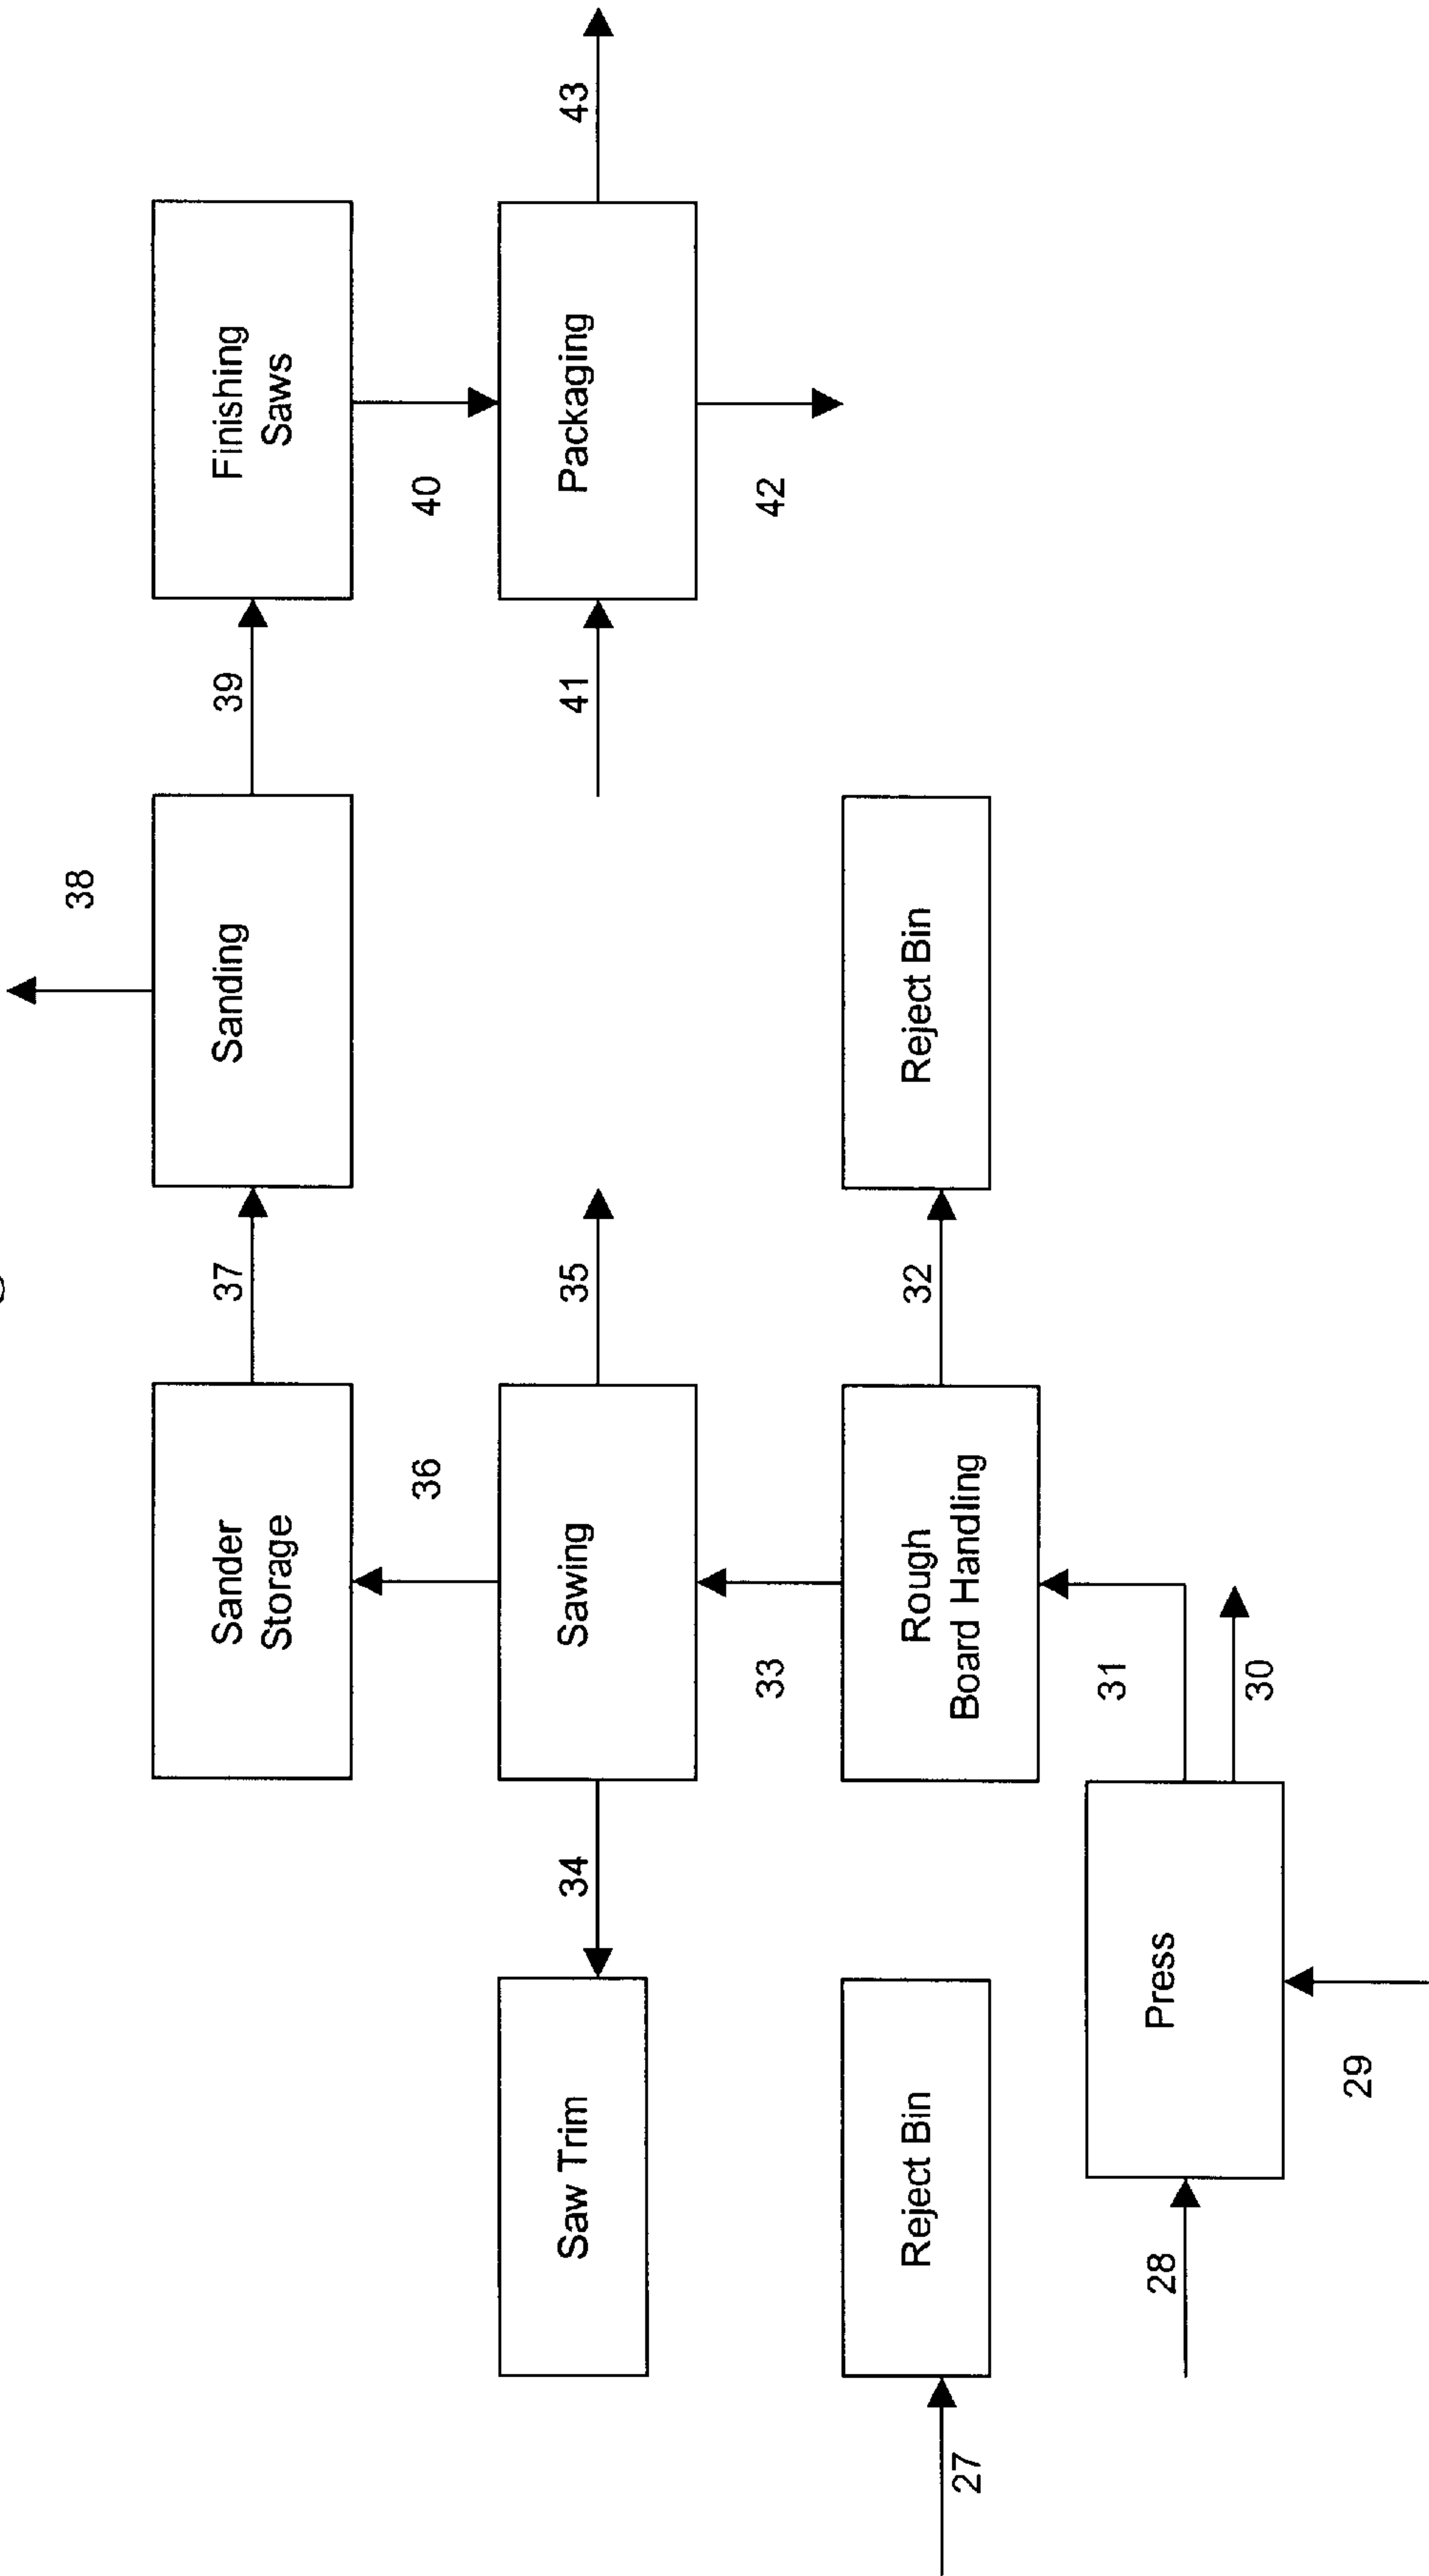 38
Sander
Storage
37
Sanding
39
Finishing
Saws
36
40
Saw Trim
34
Sawing
35
41
Packaging
43
33
42
27
Reject Bin
Rough
Board Handling
32
Reject Bin
31
28
Press
30
29